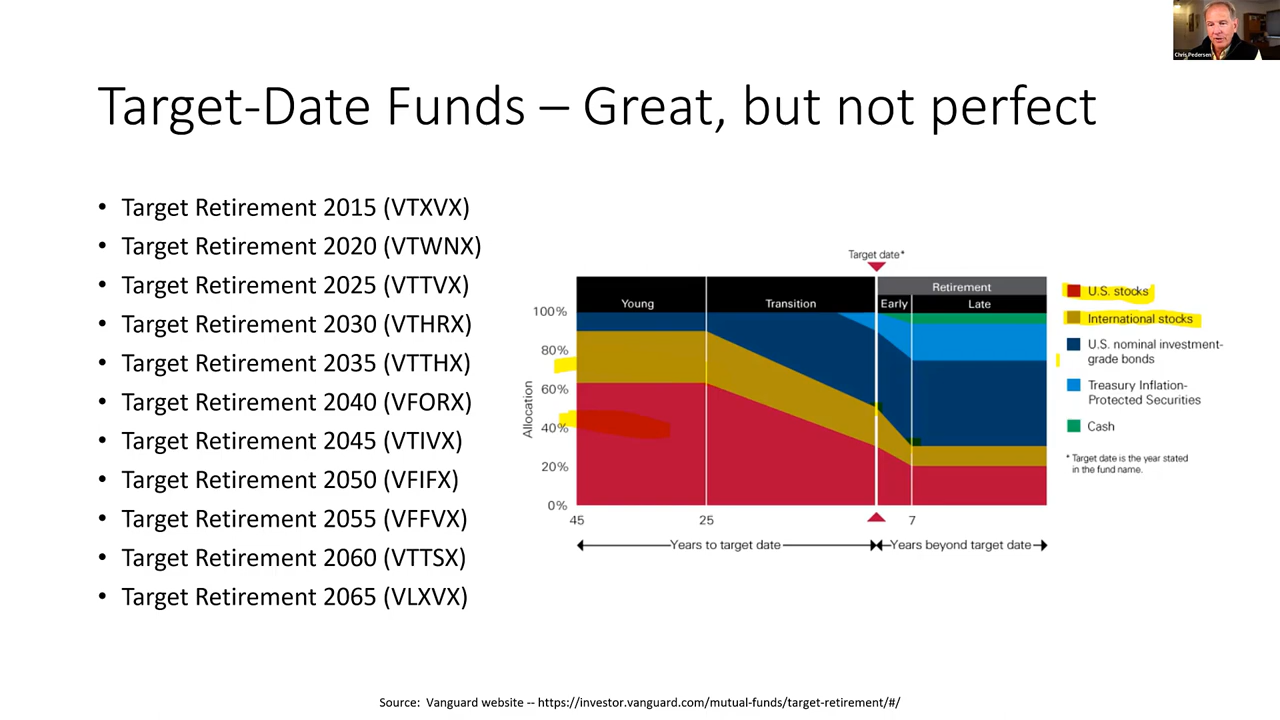 Chris Pedersen
Target-Date Funds – Great, but not perfect
• Target Retirement 2015 (VTXVX)
• Target Retirement 2020 (VTWNX)
• Target Retirement 2025 (VTTVX)
• Target Retirement 2030 (VTHRX)
• Target Retirement 2035 (VTTHX)
• Target Retirement 2040 (VFORX)
• Target Retirement 2045 (VTIVX)
• Target Retirement 2050 (VFIFX)
• Target Retirement 2055 (VFFVX)
• Target Retirement 2060 (VTTSX)
• Target Retirement 2065 (VLXVX)
Target date*
Retirement
Young
Transition
Early
Late
100%
80%
60%
40%
20%
0%
Allocation
45
25
7
Years to target date
Years beyond target date
U.S. stocks
International stocks
U.S. nominal investment-
grade bonds
Treasury Inflation-
Protected Securities
Cash
* Target date is the year stated
in the fund name.
Source: Vanguard website -- https://investor.vanguard.com/mutual-funds/target-retirement/#/